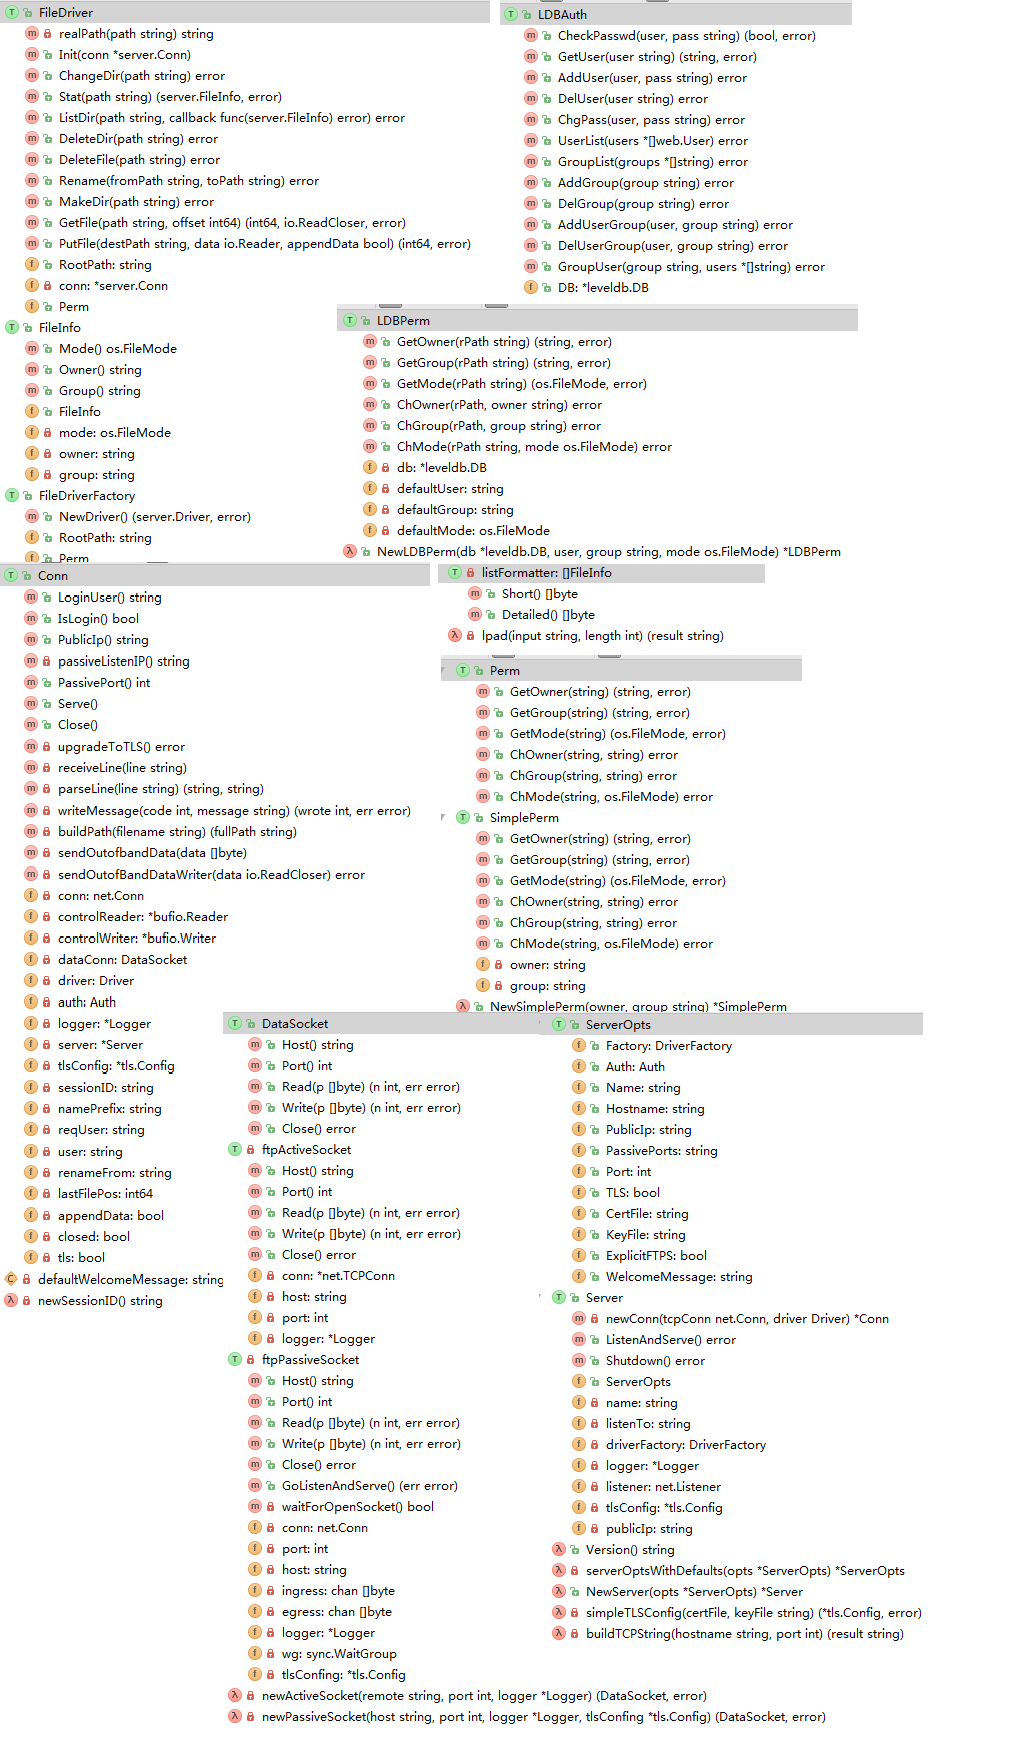 FileDriver
realPath(path string) string
Init(conn *server.Conn)
ChangeDir(path string) error
Stat(path string) (server.FileInfo, error)
ListDir(path string, callback func(server.FileInfo) error) error
DeleteDir(path string) error
DeleteFile(path string) error
Rename(fromPath string, toPath string) error
MakeDir(path string) error
GetFile(path string, offset int64) (int64, io.ReadCloser, error)
PutFile(destPath string, data io.Reader, appendData bool) (int64, error)
RootPath: string
conn: *server.Conn
Perm
FileInfo
Mode() os.FileMode
Owner() string
Group() string
FileInfo
mode: os.FileMode
owner: string
group: string
FileDriverFactory
NewDriver() (server.Driver, error)
RootPath: string
Perm
LDBAuth
CheckPasswd(user, pass string) (bool, error)
GetUser(user string) (string, error)
AddUser(user, pass string) error
DelUser(user string) error
ChgPass(user, pass string) error
UserList(users *[]web.User) error
GroupList(groups *[]string) error
AddGroup(group string) error
DelGroup(group string) error
AddUserGroup(user, group string) error
DelUserGroup(user, group string) error
GroupUser(group string, users *[]string) error
DB: *leveldb.DB
LDBPerm
GetOwner(rPath string) (string, error)
GetGroup(rPath string) (string, error)
GetMode(rPath string) (os.FileMode, error)
ChOwner(rPath, owner string) error
ChGroup(rPath, group string) error
ChMode(rPath string, mode os.FileMode) error
db: *leveldb.DB
defaultUser: string
defaultGroup: string
defaultMode: os.FileMode
NewLDBPerm(db *leveldb.DB, user, group string, mode os.FileMode) *LDBPerm
Conn
LoginUser() string
IsLogin() bool
PublicIp() string
passiveListenIP() string
PassivePort() int
Serve()
Close()
upgradeToTLS() error
receiveLine(line string)
parseLine(line string) (string, string)
writeMessage(code int, message string) (wrote int, err error)
buildPath(filename string) (fullPath string)
sendOutofbandData(data []byte)
sendOutofBandDataWriter(data io.ReadCloser) error
conn: net.Conn
controlReader: *bufio.Reader
controlWriter: *bufio.Writer
dataConn: DataSocket
driver: Driver
auth: Auth
logger: *Logger
server: *Server
tlsConfig: *tls.Config
sessionID: string
namePrefix: string
reqUser: string
user: string
renameFrom: string
lastFilePos: int64
appendData: bool
closed: bool
tls: bool
defaultWelcomeMessage: string
newSessionID() string
listFormatter: []FileInfo
Short() []byte
Detailed() []byte
lpad(input string, length int) (result string)
Perm
GetOwner(string) (string, error)
GetGroup(string) (string, error)
GetMode(string) (os.FileMode, error)
ChOwner(string, string) error
ChGroup(string, string) error
ChMode(string, os.FileMode) error
SimplePerm
GetOwner(string) (string, error)
GetGroup(string) (string, error)
GetMode(string) (os.FileMode, error)
ChOwner(string, string) error
ChGroup(string, string) error
ChMode(string, os.FileMode) error
owner: string
group: string
NewSimplePerm(owner, group string) *SimplePerm
DataSocket
Host() string
Port() int
Read(p []byte) (n int, err error)
Write(p []byte) (n int, err error)
Close() error
ftpActiveSocket
Host() string
Port() int
Read(p []byte) (n int, err error)
Write(p []byte) (n int, err error)
Close() error
conn: *net.TCPConn
host: string
port: int
logger: *Logger
ftpPassiveSocket
Host() string
Port() int
Read(p []byte) (n int, err error)
Write(p []byte) (n int, err error)
Close() error
GoListenAndServe() (err error)
waitForOpenSocket() bool
conn: net.Conn
port: int
host: string
ingress: chan []byte
egress: chan []byte
logger: *Logger
wg: sync.WaitGroup
tlsConfing: *tls.Config
newActiveSocket(remote string, port int, logger *Logger) (DataSocket, error)
newPassiveSocket(host string, port int, logger *Logger, tlsConfing *tls.Config) (DataSocket, error)
ServerOpts
Factory: DriverFactory
Auth: Auth
Name: string
Hostname: string
PublicIp: string
PassivePorts: string
Port: int
TLS: bool
CertFile: string
KeyFile: string
ExplicitFTPS: bool
WelcomeMessage: string
Server
newConn(tcpConn net.Conn, driver Driver) *Conn
ListenAndServe() error
Shutdown() error
ServerOpts
name: string
listenTo: string
driverFactory: DriverFactory
logger: *Logger
listener: net.Listener
tlsConfig: *tls.Config
publicIp: string
Version() string
serverOptsWithDefaults(opts *ServerOpts) *ServerOpts
NewServer(opts *ServerOpts) *Server
simpleTLSConfig(certFile, keyFile string) (*tls.Config, error)
buildTCPString(hostname string, port int) (result string)